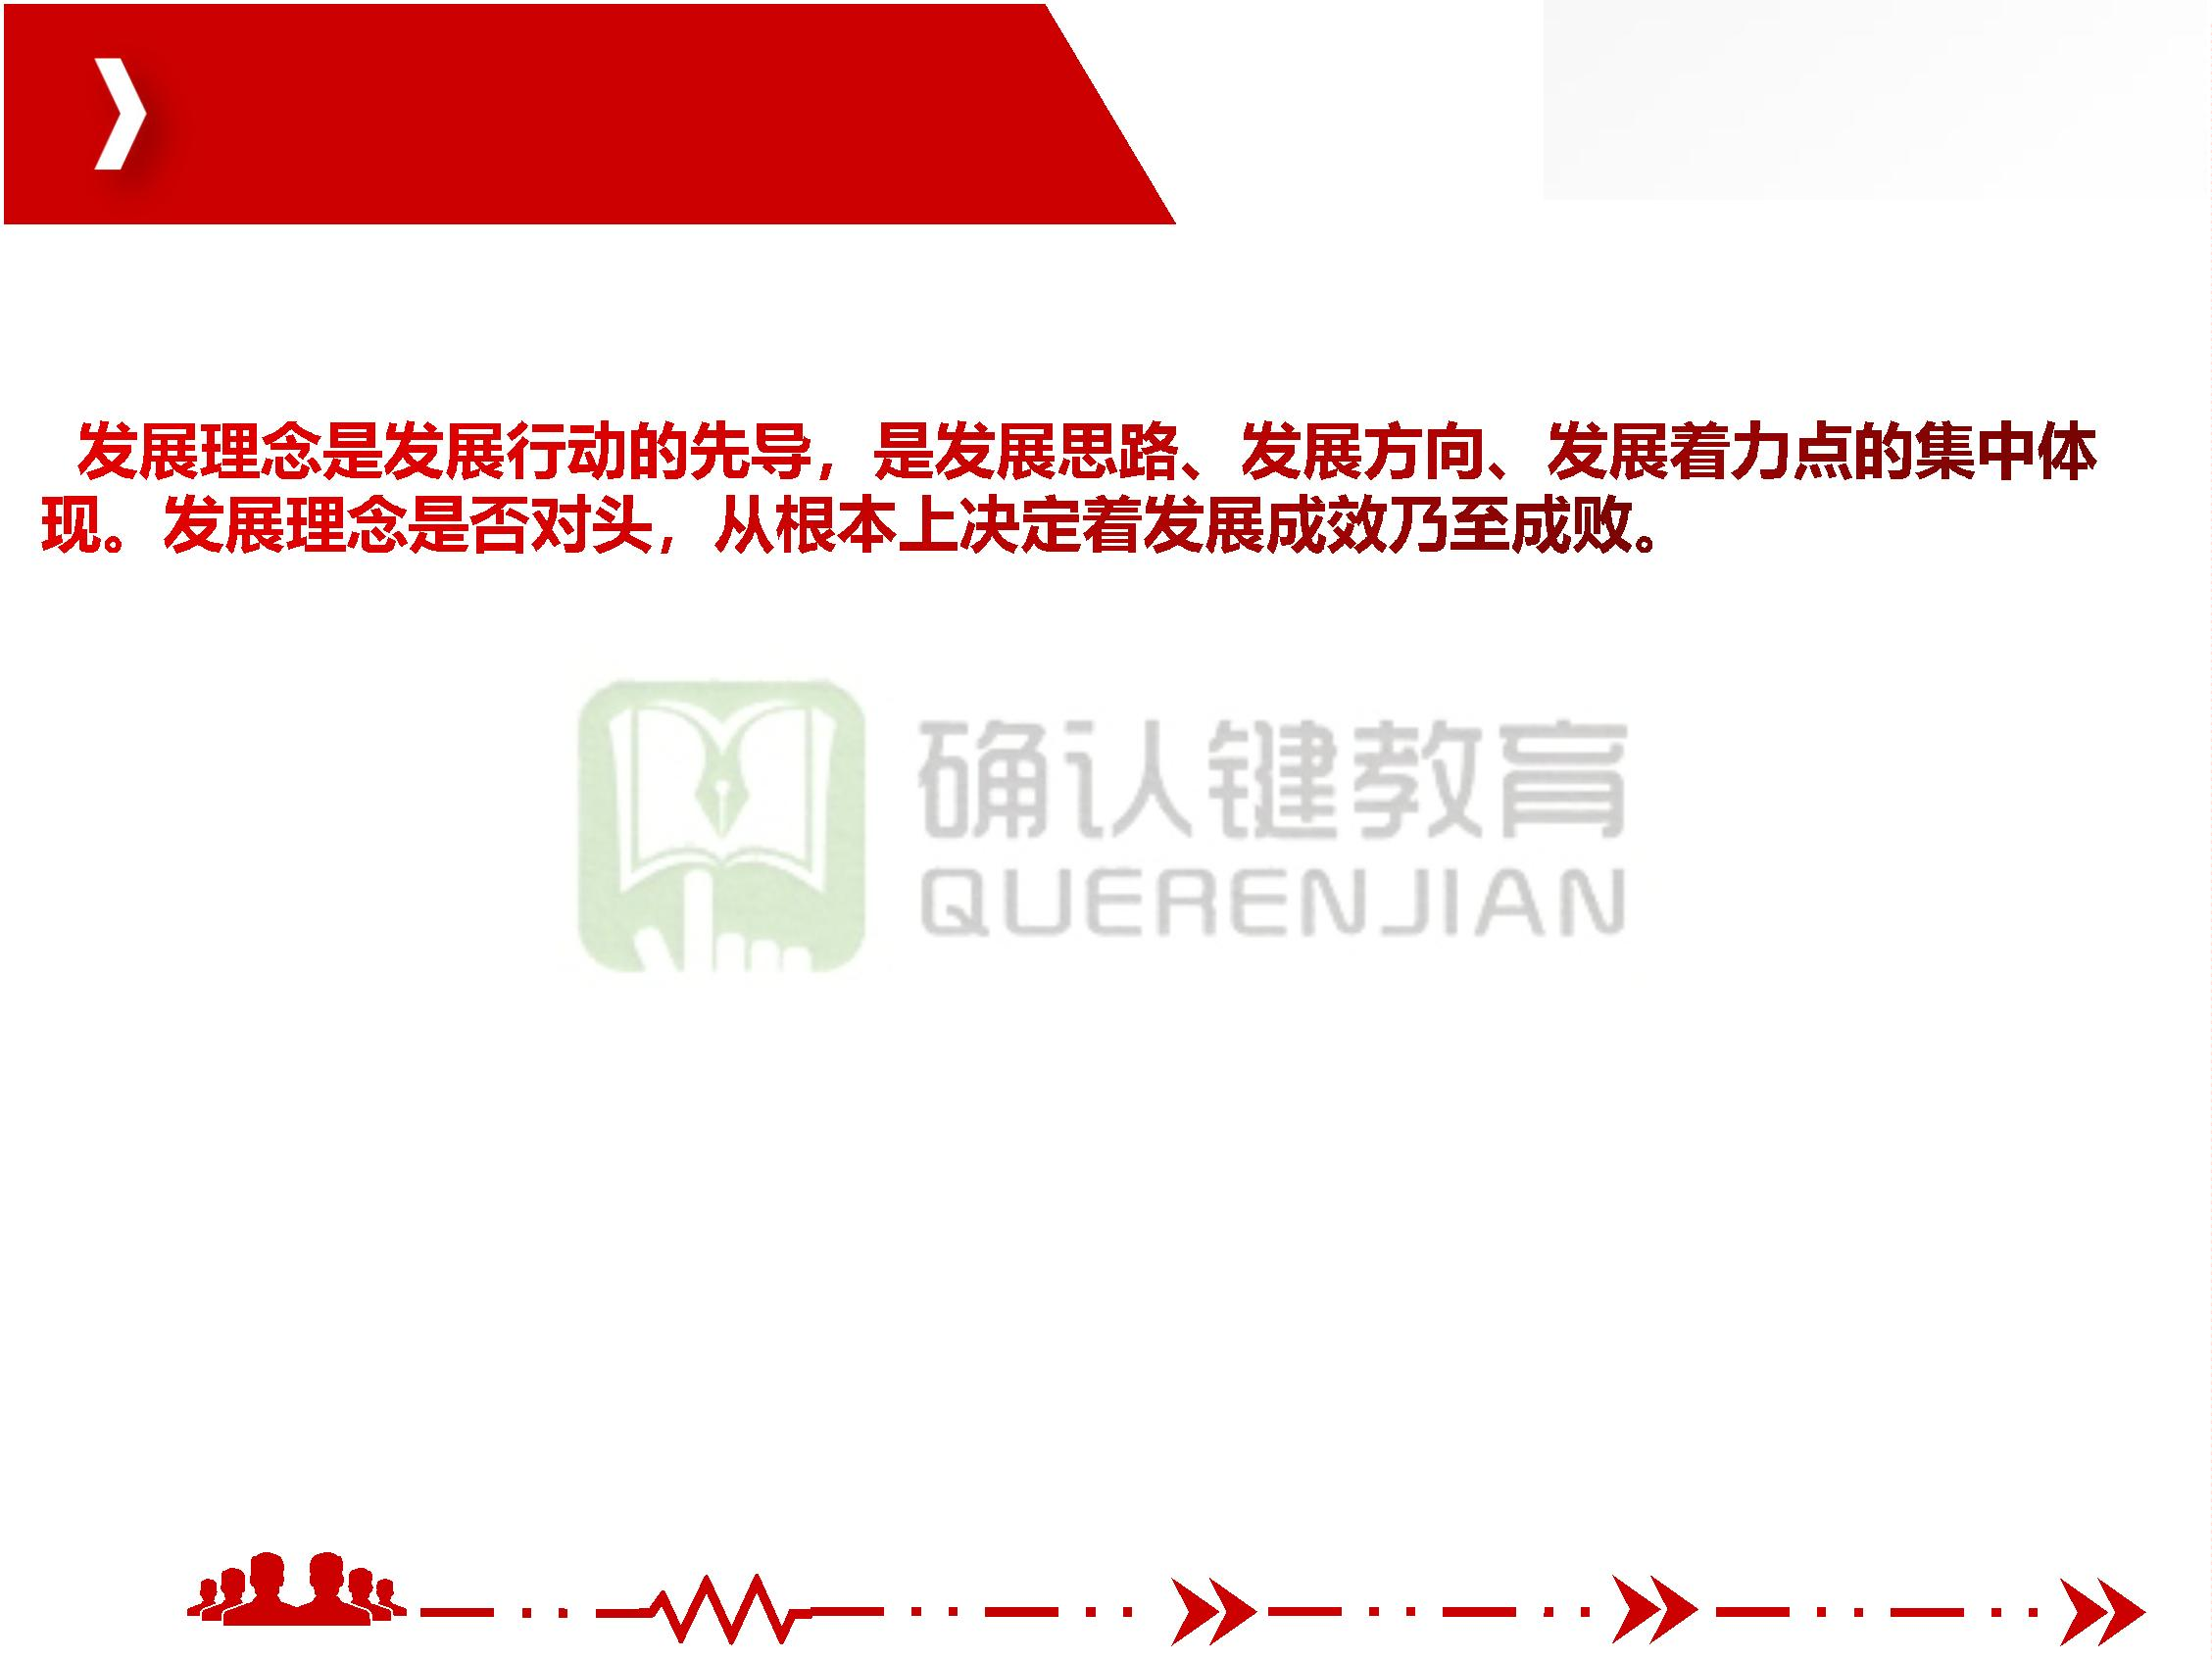 发展理念是发展行动的先导，是发展思路、发展方向、发展着力点的集中体
现。发展理念是否对头，从根本上决定着发展成效乃至成败。
确认键教育
QUERENJIAN